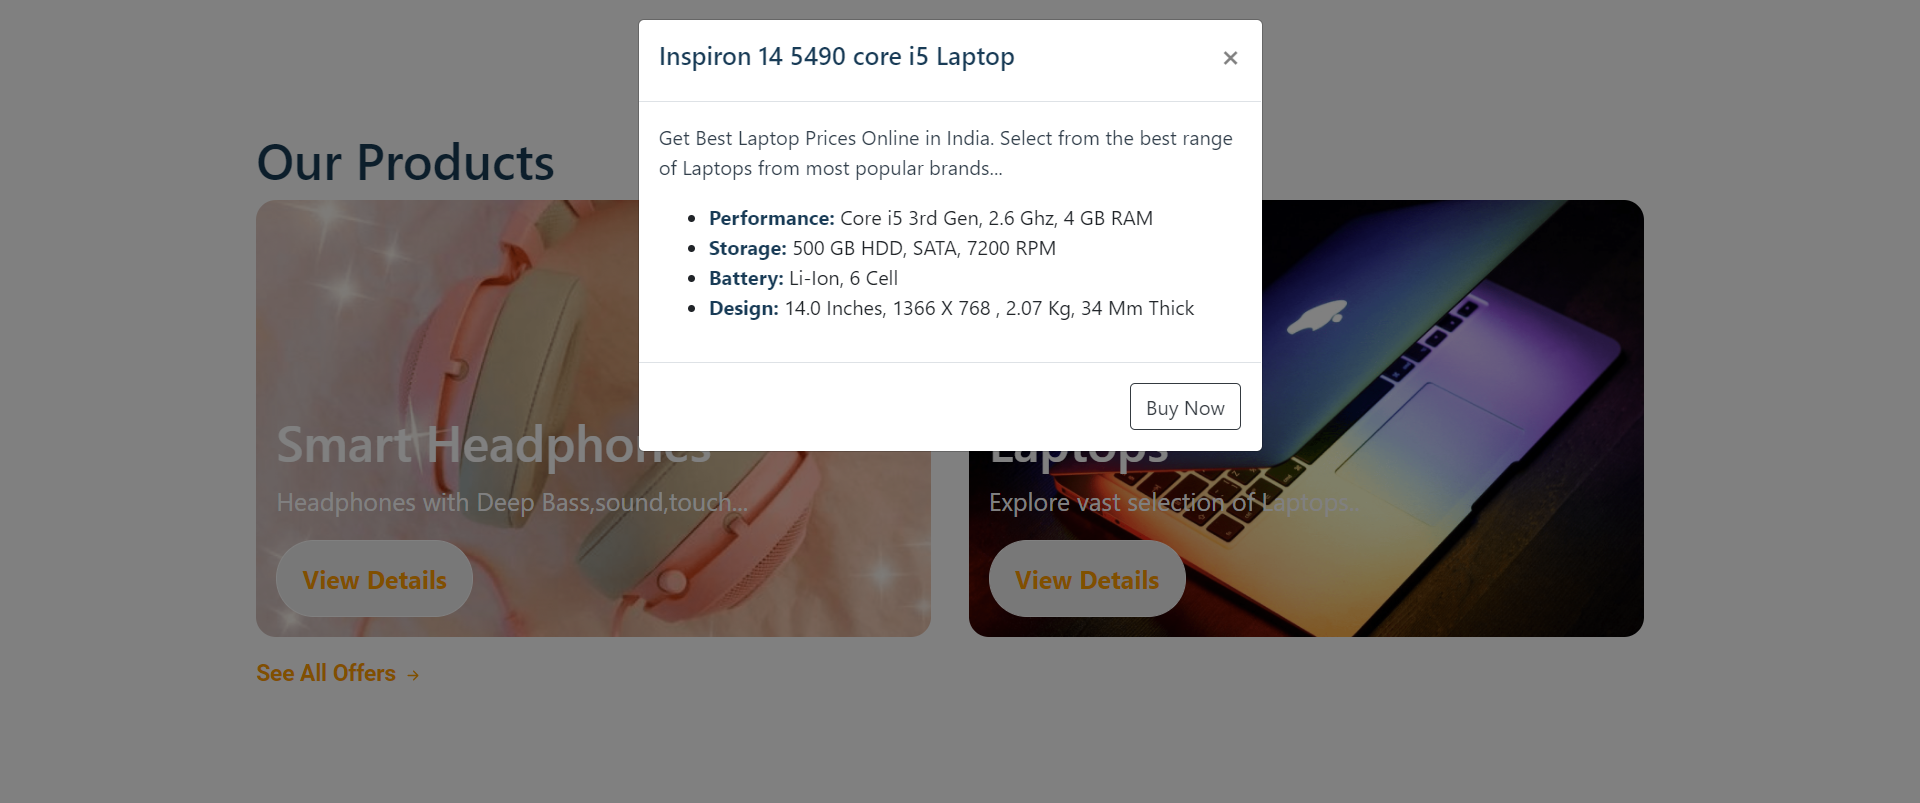 Inspiron 14 5490 core i5 Laptop
×
Get Best Laptop Prices Online in India. Select from the best range
of Laptops from most popular brands...
Performance: Core i5 3rd Gen, 2.6 Ghz, 4 GB RAM
Storage: 500 GB HDD, SATA, 7200 RPM
Battery: Li-Ion, 6 Cell
Design: 14.0 Inches, 1366 X 768 , 2.07 Kg, 34 Mm Thick
Buy Now
Our Products
Smart Headphones
Headphones with Deep Bass,sound,touch...
View Details
Laptops
Explore vast selection of Laptops...
View Details
See All Offers →